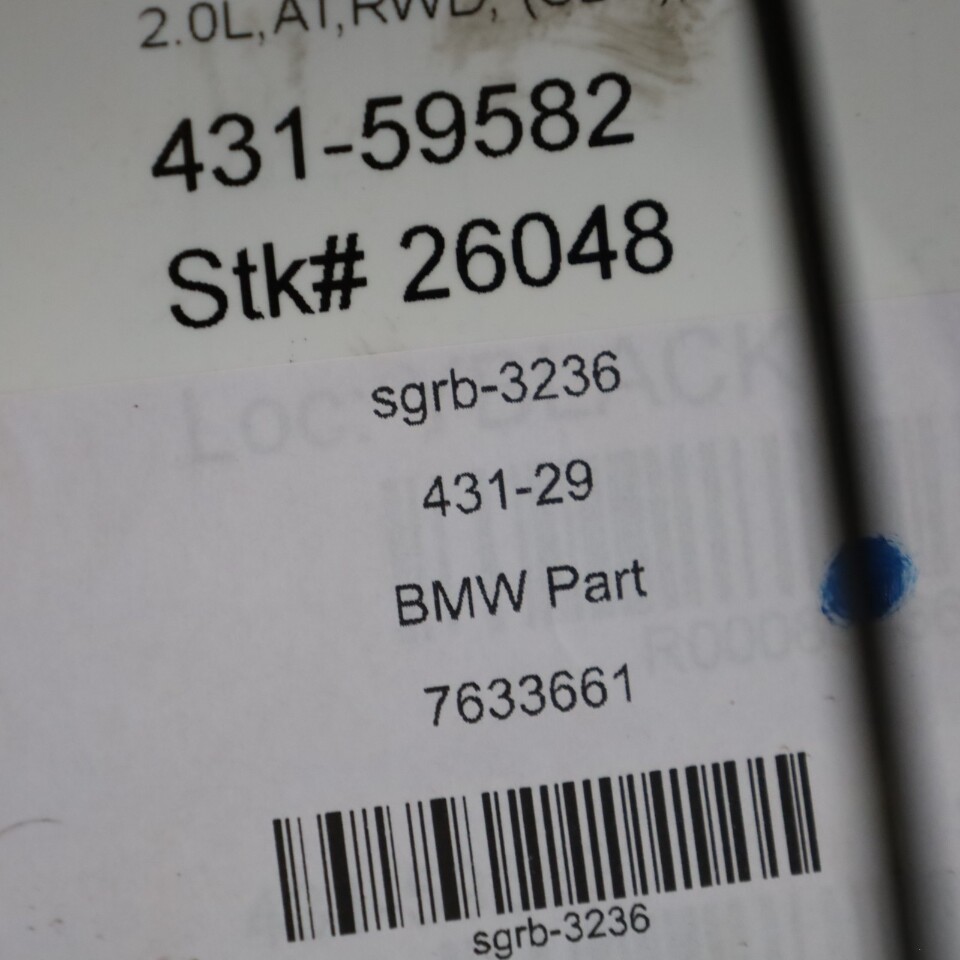 2.0L,AT,RWD,
431-59582
Stk# 26048
sgrb-3236
431-29
BMW Part
7633661
sgrb-3236